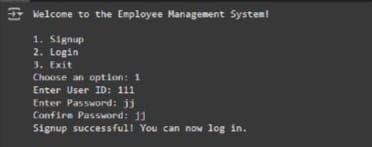 Welcome to the Employee Management System!
1. Signup
2. Login
3. Exit
Choose an option: 1
Enter User ID: 111
Enter Password: jj
Confirm Password: jj
Signup successful! You can now log in.